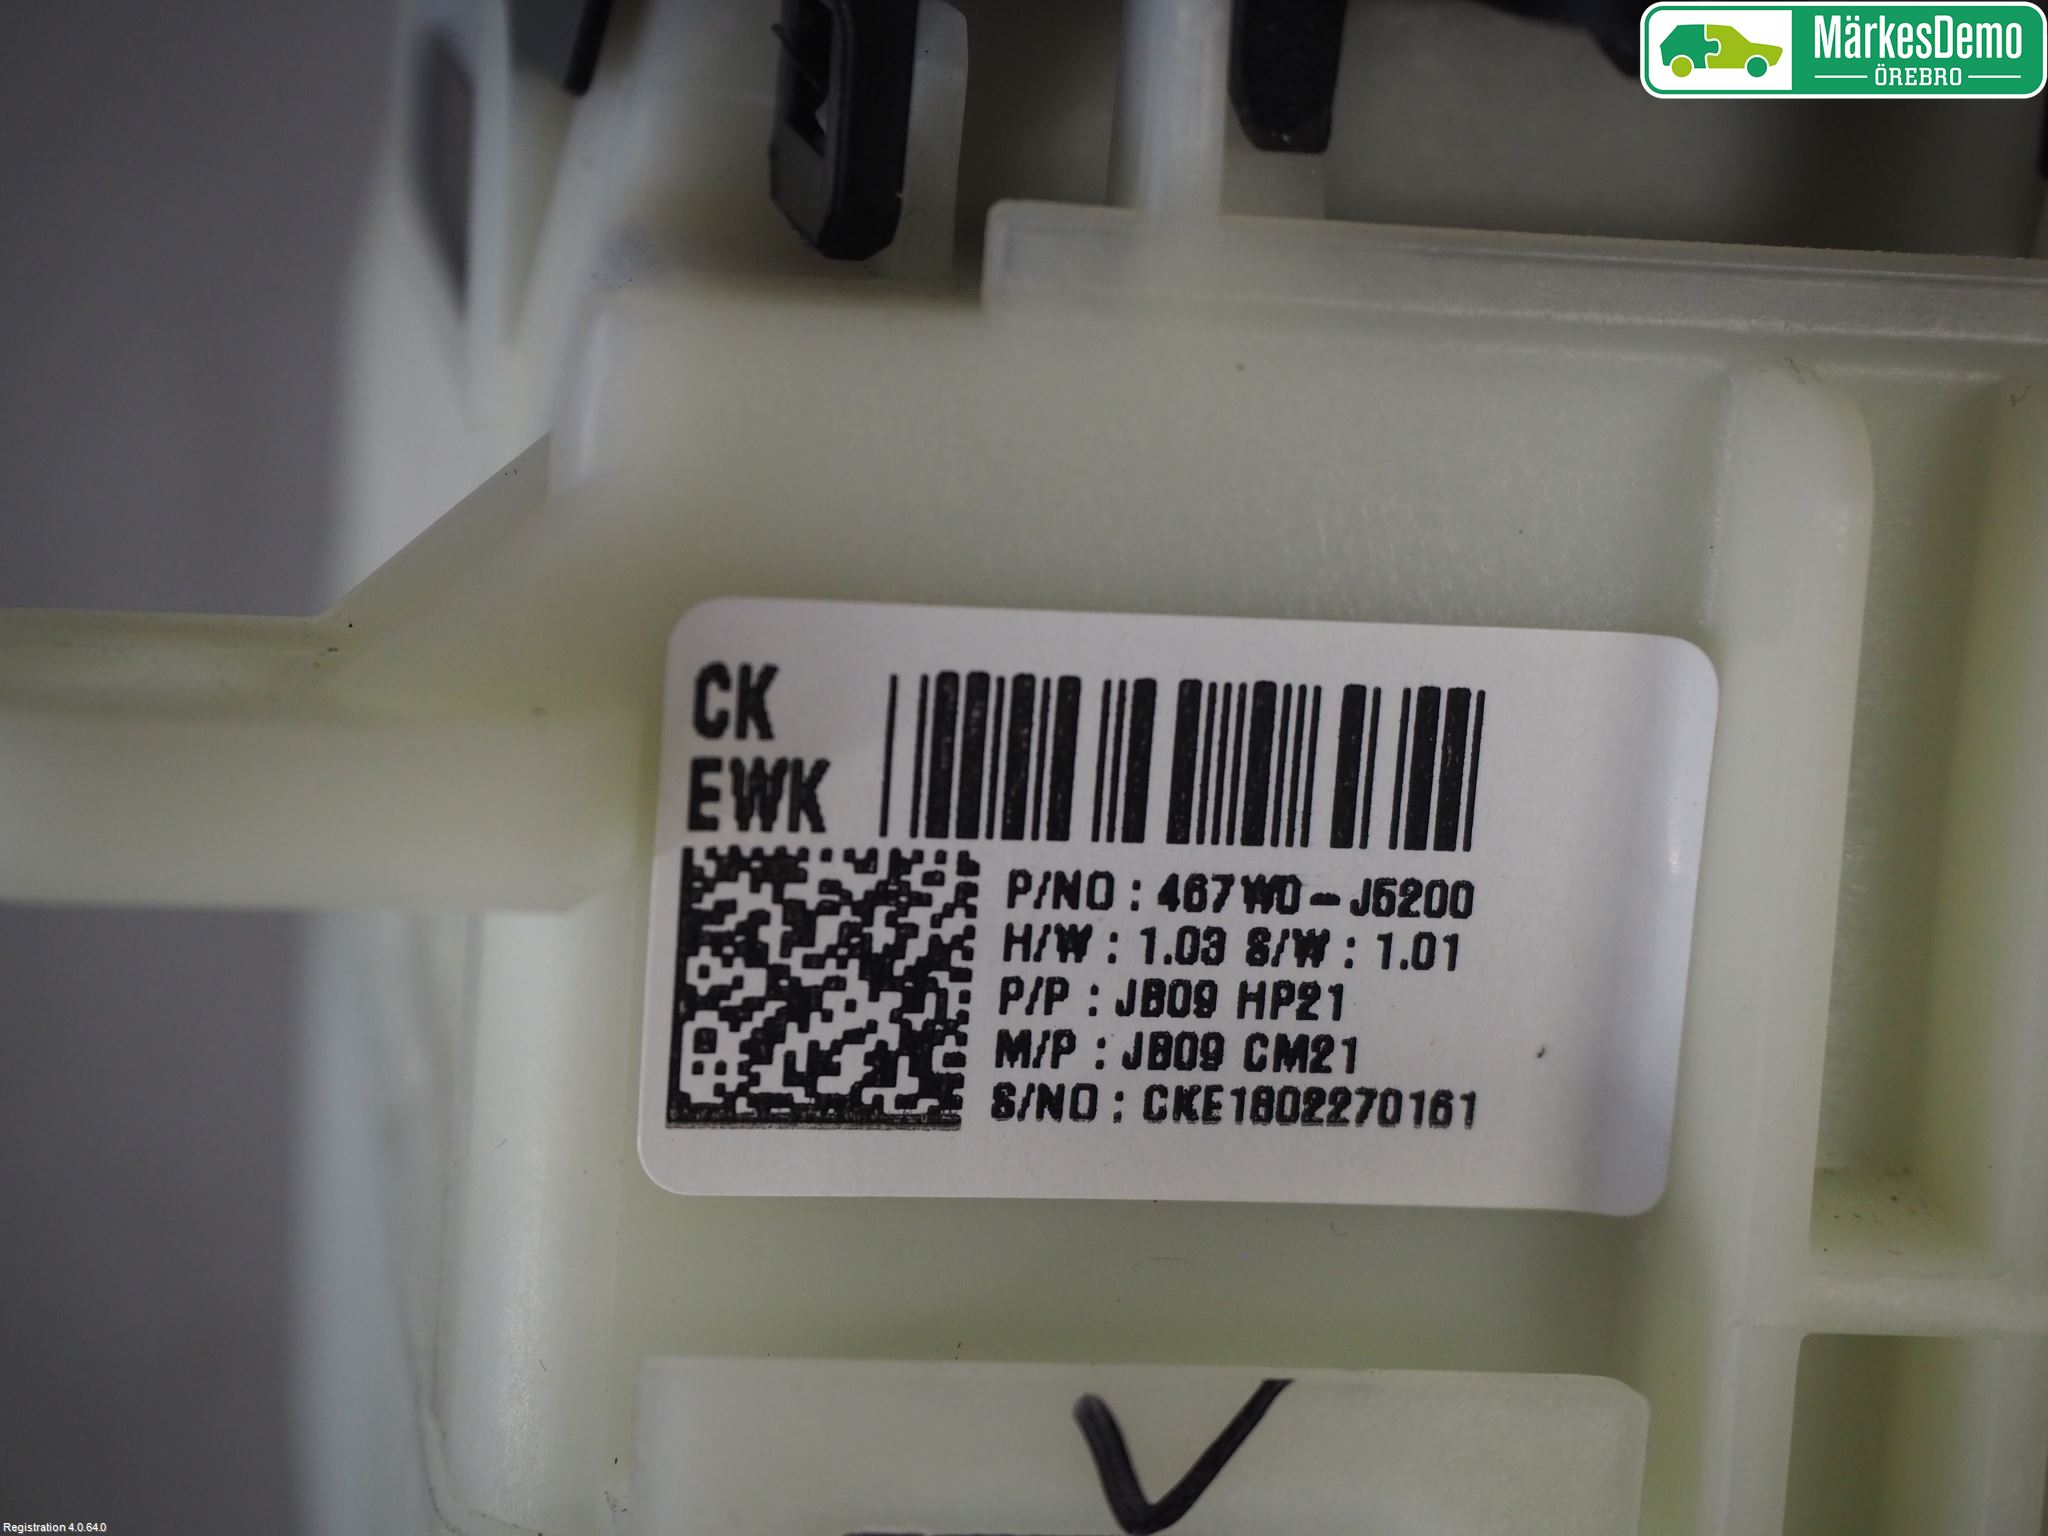 MärkesDemo
ÖREBRO
CK
EWK
P/NO : 467W0-J5200
H/W : 1.03 S/W : 1.01
P/P : JB09 HP21
M/P : JB09 CM21
S/NO : CKE1802270161
Registration 4.0.64.0